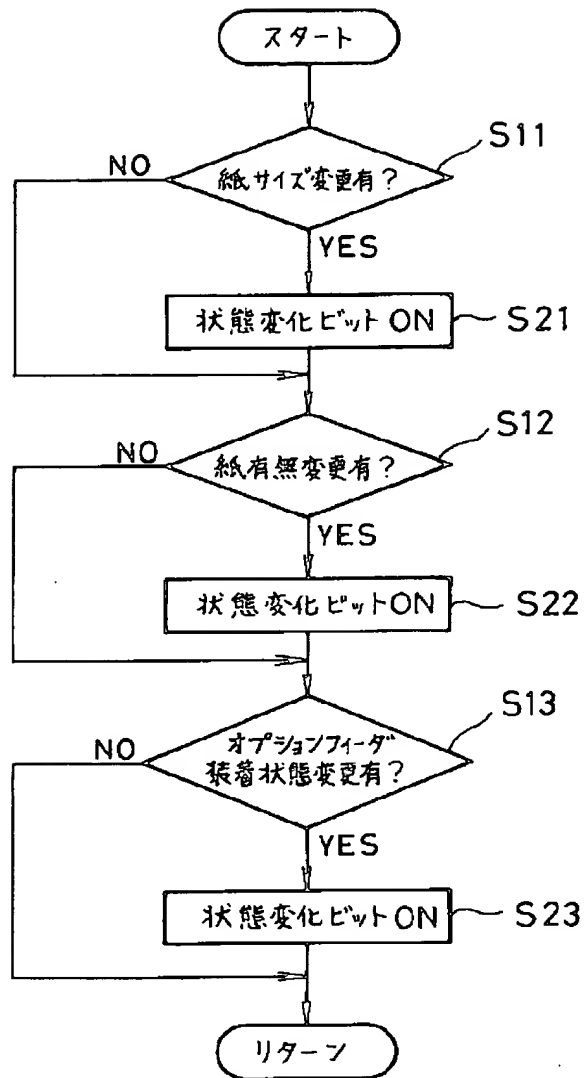 スタート
S11
NO
紙サイズ変更有?
YES
状態変化ビットON
S21
S12
NO
紙有無変更有?
YES
状態変化ビットON
S22
S13
NO
オプションフィーダ
装着状態変更有?
YES
状態変化ビットON
S23
リターン